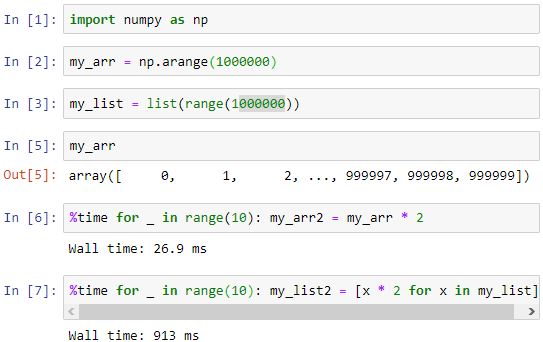 In [1]: import numpy as np
In [2]: my_arr = np.arange(1000000)
In [3]: my_list = list(range(1000000))
In [5]: my_arr
Out[5]: array([     0,      1,      2, ..., 999997, 999998, 999999])
In [6]: %time for _ in range(10): my_arr2 = my_arr * 2
Wall time: 26.9 ms
In [7]: %time for _ in range(10): my_list2 = [x * 2 for x in my_list]
Wall time: 913 ms